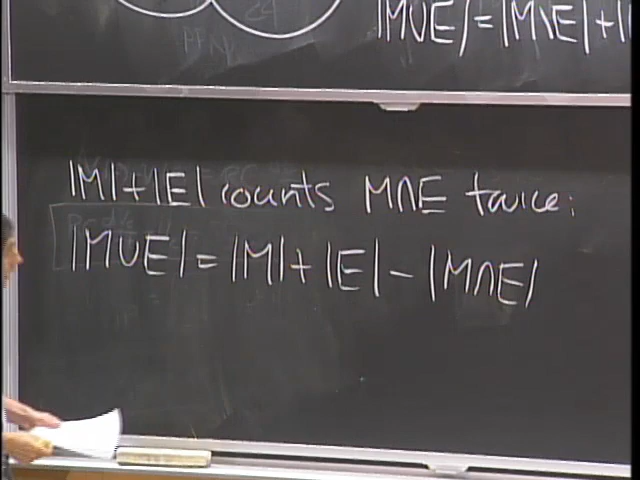 |M∪E| = |M\E| +
|M|+|E| counts M∩E twice:
|M∪E| = |M| + |E| - |M∩E|